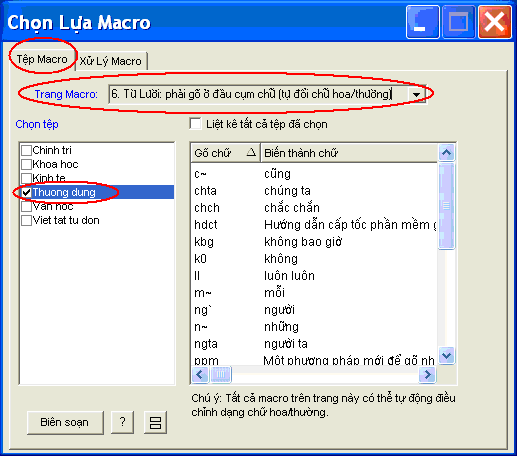 Chọn Lựa Macro
Tệp Macro
Xử Lý Macro
Trang Macro:
6. Từ Lười: phải gõ ở đầu cụm chữ (tự đổi chữ hoa/thường)
Chọn tệp
Liệt kê tất cả tệp đã chọn
Chinh tri
Khoa hoc
Kinh te
Thuong dung
Van hoc
Viet tat tu don
Gõ chữ
Biến thành chữ
c~ cũng
chta chúng ta
chch chắc chắn
hdct Hướng dẫn cấp tốc phần mềm g
kbg không bao giờ
k0 không
ll luôn luôn
m~ mỗi
ng` người
n~ những
ngta người ta
ppm Một phương pháp mới để gõ nh
Chú ý: Tất cả macro trên trang này có thể tự động điều
chỉnh dạng chữ hoa/thường.
Biên soạn
?